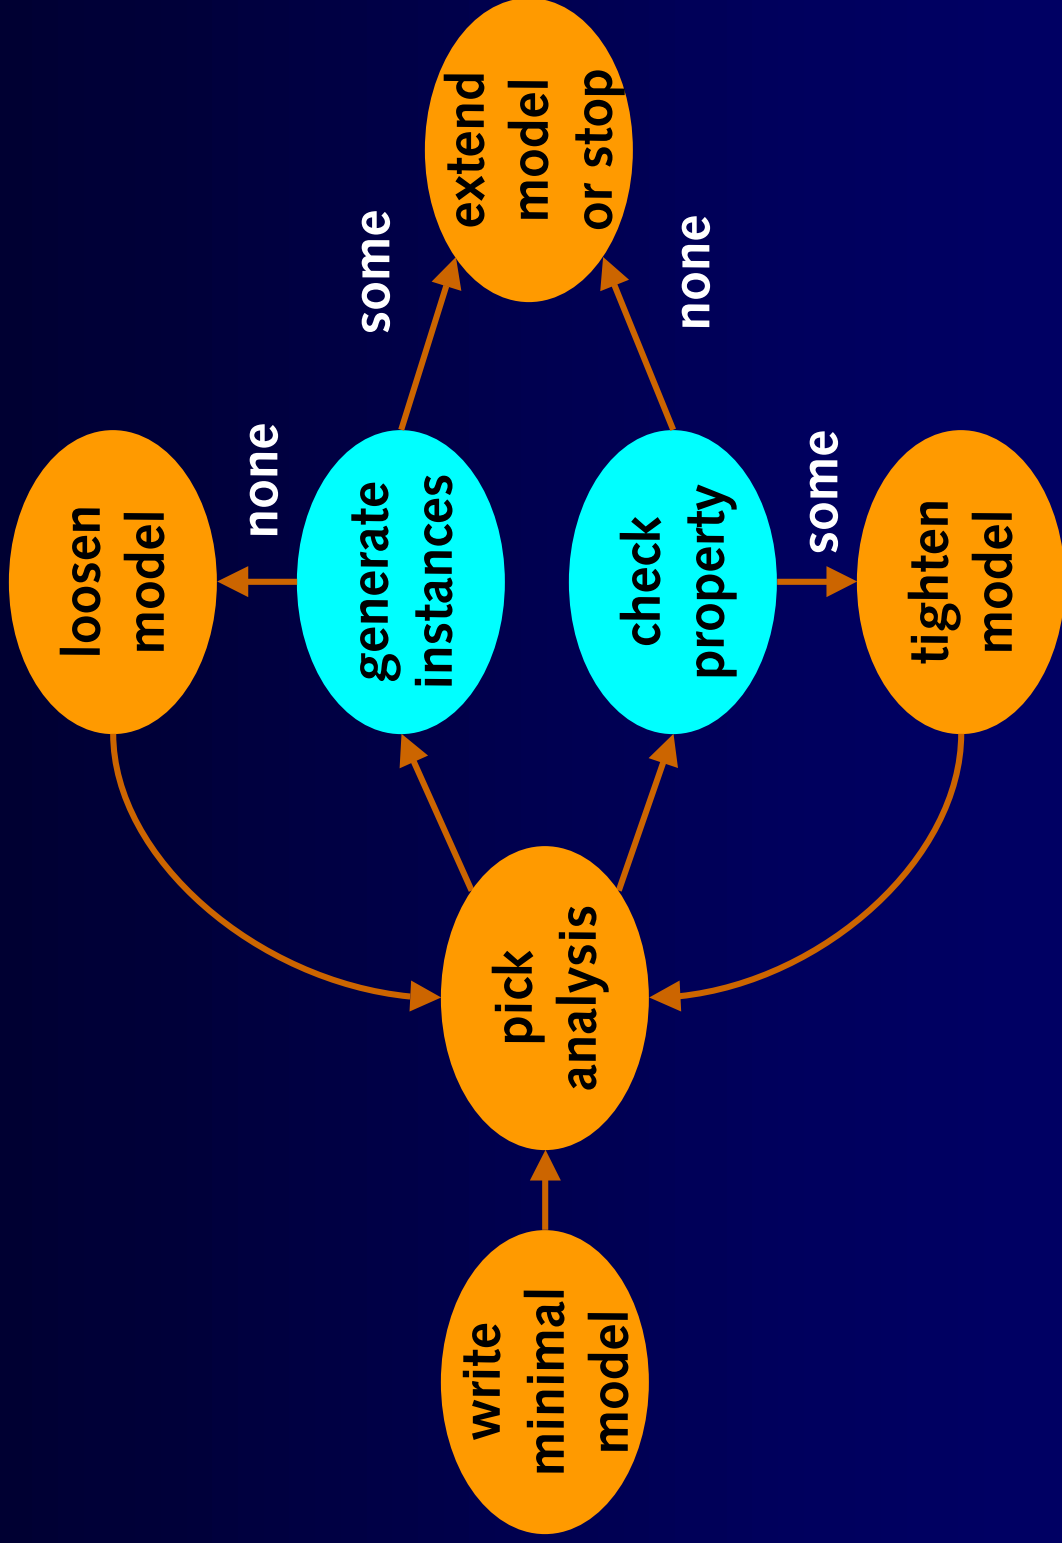 write
minimal
model
pick
analysis
loosen
model
none
generate
instances
some
check
property
some
tighten
model
none
extend
model
or stop